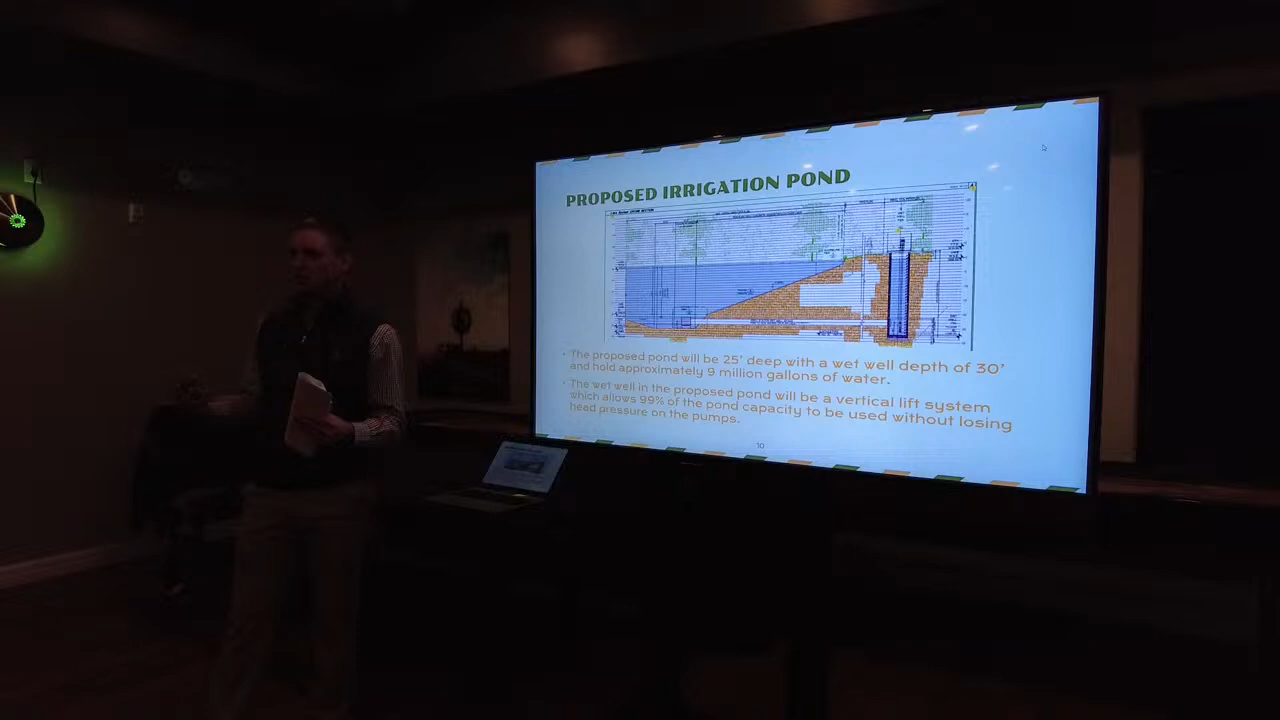 PROPOSED IRRIGATION POND
• The proposed pond will be 25' deep with a wet well depth of 30'
and hold approximately 9 million gallons of water.
• The wet well in the proposed pond will be a vertical lift system
which allows 99% of the pond capacity to be used without losing
head pressure on the pumps.
10